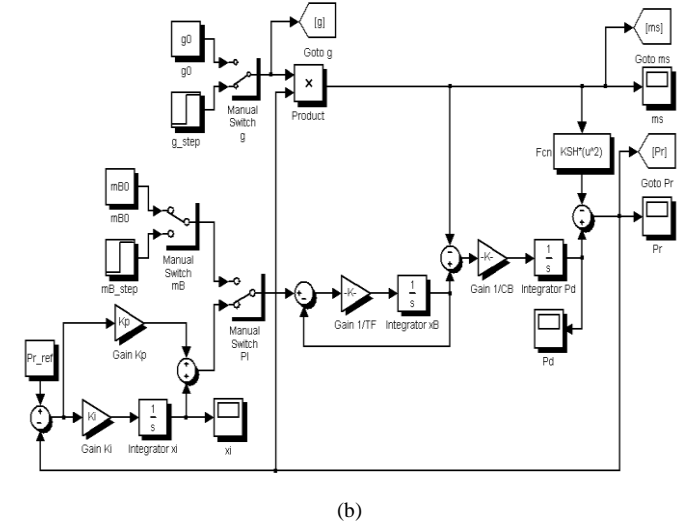 [g]
Goto g
g0
g0
g_step
Manual
Switch
g
×
Product
[ms]
Goto ms
ms
Fcn
KSH*(u^2)
[Pr]
Goto Pr
Pr
mB0
mB0
mB_step
Manual
Switch
mB
Manual
Switch
PI
-K-
Gain 1/TF
1
s
Integrator xB
-K-
Gain 1/CB
1
s
Integrator Pd
Pd
Kp
Gain Kp
Pr_ref
Ki
Gain Ki
1
s
Integrator xi
xi
(b)